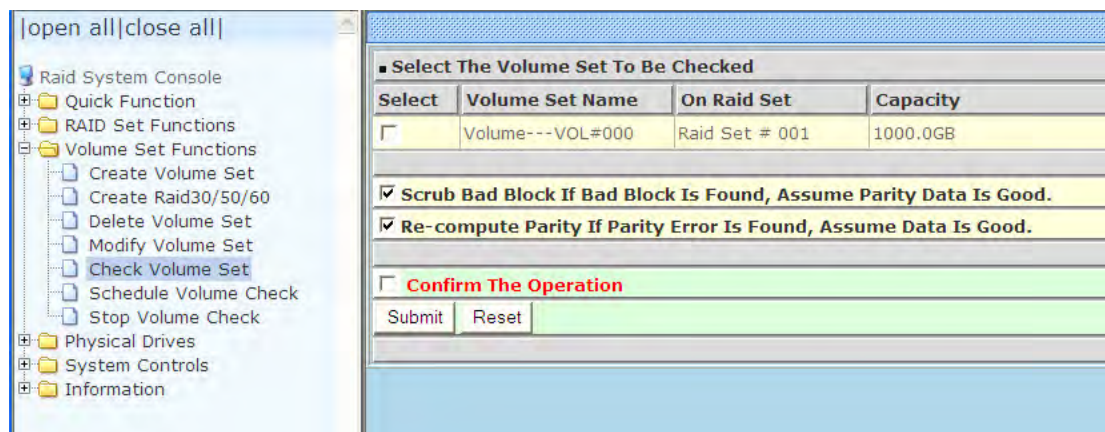 |open all|close all|
Raid System Console
Quick Function
RAID Set Functions
Volume Set Functions
Create Volume Set
Create Raid30/50/60
Delete Volume Set
Modify Volume Set
Check Volume Set
Schedule Volume Check
Stop Volume Check
Physical Drives
System Controls
Information
Select The Volume Set To Be Checked
Select Volume Set Name On Raid Set Capacity
Volume---VOL#000 Raid Set # 001 1000.0GB
Scrub Bad Block If Bad Block Is Found, Assume Parity Data Is Good.
Re-compute Parity If Parity Error Is Found, Assume Data Is Good.
Confirm The Operation
Submit Reset